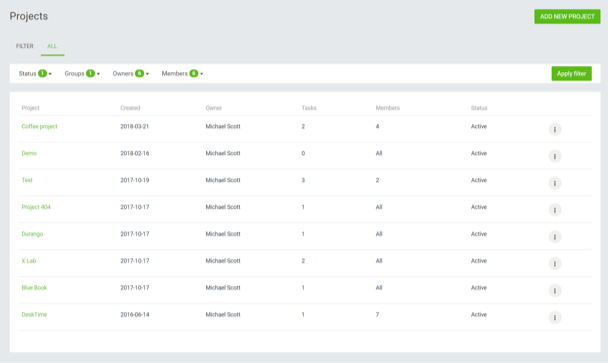 Projects
ADD NEW PROJECT
FILTER ALL
Status 1 Groups 1 Owners 6 Members 6 Apply filter
Project Created Owner Tasks Members Status
Coffee project 2018-03-21 Michael Scott 2 4 Active
Demo 2018-02-16 Michael Scott 0 All Active
Test 2017-10-19 Michael Scott 3 2 Active
Project 404 2017-10-17 Michael Scott 1 All Active
Durango 2017-10-17 Michael Scott 1 All Active
X Lab 2017-10-17 Michael Scott 2 All Active
Blue Book 2017-10-17 Michael Scott 1 All Active
DeskTime 2016-06-14 Michael Scott 1 7 Active